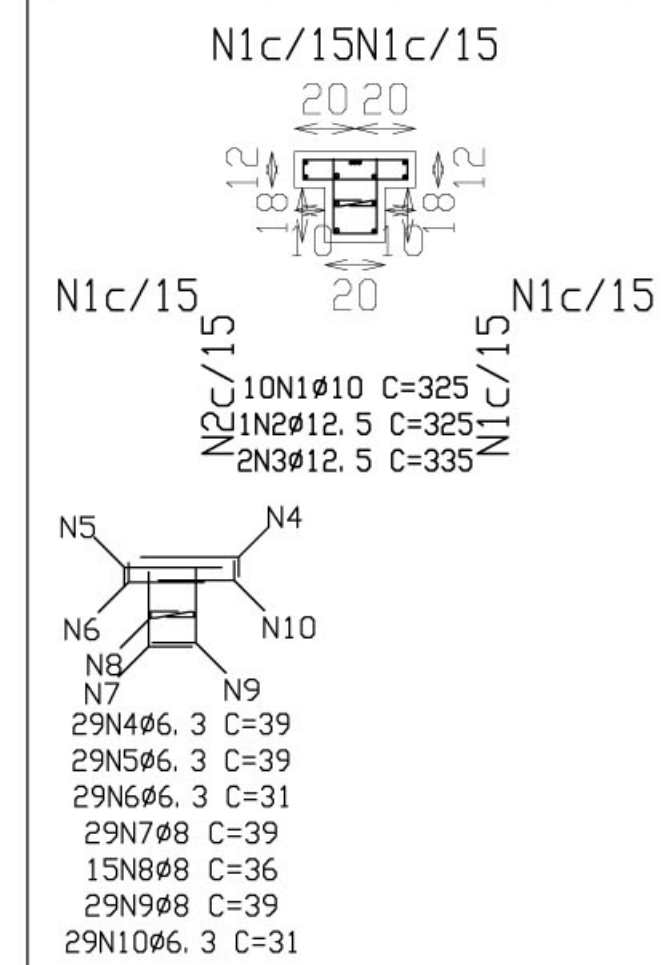 N1c/15N1c/15
20 20
12 12
18 18
10 10
20
N1c/15 N1c/15
N2c/15 N1c/15
10N1ø10 C=325
1N2ø12.5 C=325
2N3ø12.5 C=335
N5 N4
N6 N10
N8
N7 N9
29N4ø6.3 C=39
29N5ø6.3 C=39
29N6ø6.3 C=31
29N7ø8 C=39
15N8ø8 C=36
29N9ø8 C=39
29N10ø6.3 C=31